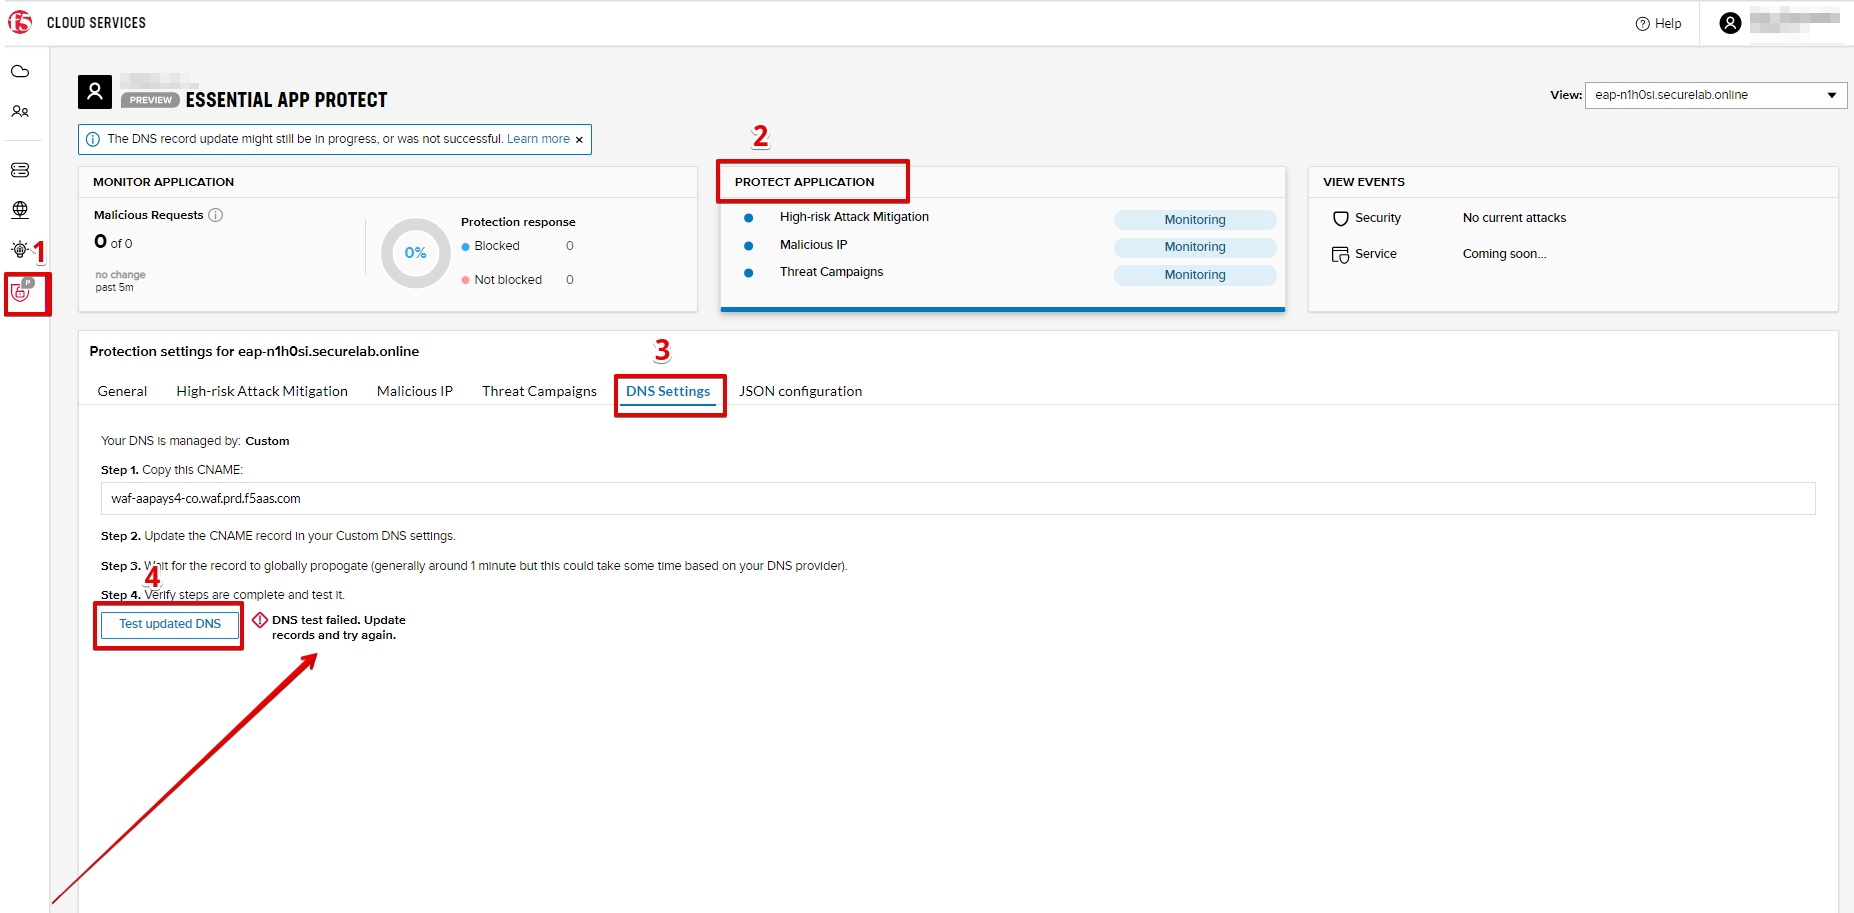 f5 CLOUD SERVICES
Help
PREVIEW ESSENTIAL APP PROTECT
View: eap-n1h0si.securelab.online
The DNS record update might still be in progress, or was not successful. Learn more ×
2
MONITOR APPLICATION
Malicious Requests
0 of 0
no change
past 5m
0%
Protection response
Blocked 0
Not blocked 0
PROTECT APPLICATION
High-risk Attack Mitigation Monitoring
Malicious IP Monitoring
Threat Campaigns Monitoring
VIEW EVENTS
Security No current attacks
Service Coming soon...
1
P
Protection settings for eap-n1h0si.securelab.online
3
General High-risk Attack Mitigation Malicious IP Threat Campaigns DNS Settings JSON configuration
Your DNS is managed by: Custom
Step 1. Copy this CNAME:
waf-aapays4-co.waf.prd.f5aas.com
Step 2. Update the CNAME record in your Custom DNS settings.
Step 3. Wait for the record to globally propogate (generally around 1 minute but this could take some time based on your DNS provider).
4
Step 4. Verify steps are complete and test it.
Test updated DNS
DNS test failed. Update
records and try again.